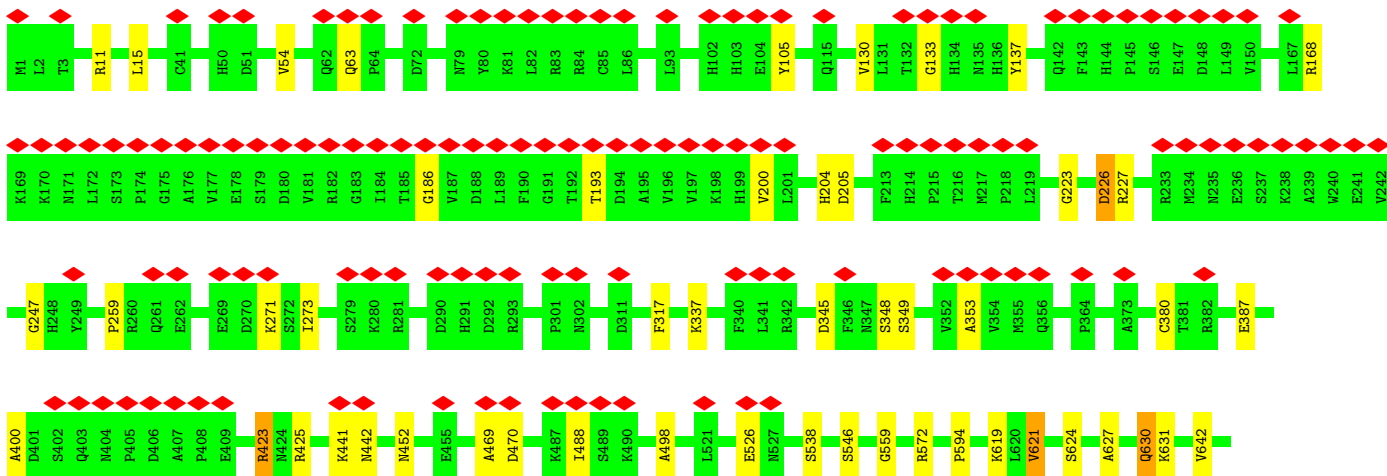 M1 L2 T3 R11 L15 C41 H50 D51 V54 Q62 Q63 P64 D72 N79 Y80 K81 L82 R83 R84 C85 L86 L93 H102 H103 E104 Y105 Q115 V130 L131 T132 G133 H134 N135 H136 Y137 Q142 F143 H144 P145 S146 E147 D148 L149 V150 L167 R168
K169 K170 N171 L172 S173 P174 G175 A176 V177 E178 S179 D180 V181 R182 G183 I184 T185 G186 V187 D188 L189 F190 G191 T192 T193 D194 A195 V196 V197 K198 H199 V200 L201 H204 D205 F213 H214 P215 T216 M217 P218 L219 G223 D226 R227 R233 M234 N235 E236 S237 K238 A239 W240 E241 V242
G247 H248 Y249 P259 R260 Q261 E262 E269 D270 K271 S272 I273 S279 K280 R281 D290 H291 D292 R293 P301 N302 D311 F317 K337 F340 L341 R342 D345 F346 N347 S348 S349 V352 A353 V354 M355 Q356 P364 A373 C380 T381 R382 E387
A400 D401 S402 Q403 N404 P405 D406 A407 P408 E409 R423 N424 R425 K441 N442 N452 E455 A469 D470 K487 I488 S489 K490 A498 L521 E526 N527 S538 S546 G559 R572 P594 K619 L620 V621 S624 A627 Q630 K631 V642